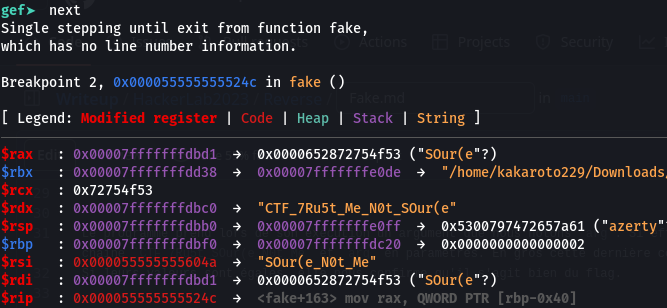 gef➤  next
Single stepping until exit from function fake,
which has no line number information.
Breakpoint 2, 0x000055555555524c in fake ()
[ Legend: Modified register | Code | Heap | Stack | String ]
$rax   : 0x00007fffffffdbd1  →  0x0000652872754f53 ("SOur(e"?)
$rbx   : 0x00007fffffffdd38  →  0x00007fffffffe0de  →  "/home/kakaroto229/Downloads/
$rcx   : 0x72754f53
$rdx   : 0x00007fffffffdbc0  →  "CTF_7Ru5t_Me_N0t_SOur(e"
$rsp   : 0x00007fffffffdbb0  →  0x00007fffffffe0ff  →  0x5300797472657a61 ("azerty"
$rbp   : 0x00007fffffffdbf0  →  0x00007fffffffdc20  →  0x0000000000000002
$rsi   : 0x000055555555604a  →  "SOur(e_N0t_Me"
$rdi   : 0x00007fffffffdbd1  →  0x0000652872754f53 ("SOur(e"?)
$rip   : 0x000055555555524c  →  <fake+163> mov rax, QWORD PTR [rbp-0x40]